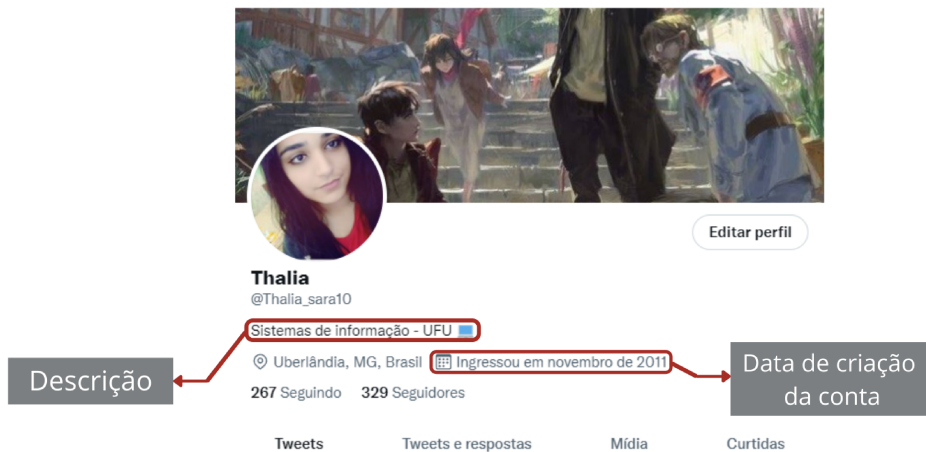 Editar perfil
Thalia
@Thalia_sara10
Sistemas de informação - UFU
Uberlândia, MG, Brasil Ingressou em novembro de 2011
267 Seguindo 329 Seguidores
Descrição
Data de criação
da conta
Tweets Tweets e respostas Mídia Curtidas